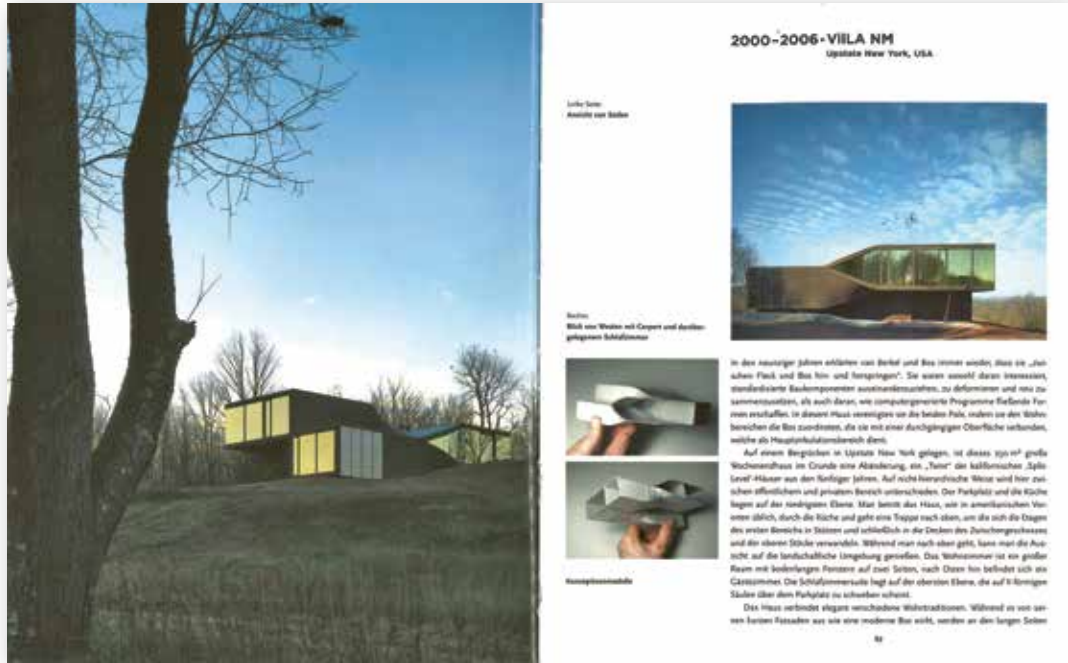 2000–2006 • VIILA NM
Upstate New York, USA
Linke Seite:
Ansicht von Süden
Rechts:
Blick von Westen mit Carport und darüber-
gelegenem Schlafzimmer
Konzeptionsmodelle
In den neunziger Jahren erklärten van Berkel und Bos immer wieder, dass sie „zwi-
schen Fleck und Box hin- und herspringen“. Sie waren sowohl daran interessiert,
standardisierte Baukomponenten auseinanderzuziehen, zu deformieren und neu zu-
sammenzusetzen, als auch daran, wie computergenerierte Programme fließende For-
men erschaffen. In diesem Haus vereinigten sie die beiden Pole, indem sie den Wohn-
bereichen die Box zuordneten, die sie mit einer durchgängigen Oberfläche verbunden,
welche als Hauptzirkulationsbereich dient.
Auf einem Bergrücken in Upstate New York gelegen, ist dieses 250 m² große
Wochenendhaus im Grunde eine Abänderung, ein „Twist“ der kalifornischen ‚Split-
Level‘-Häuser aus den fünfziger Jahren. Auf nicht-hierarchische Weise wird hier zwi-
schen öffentlichem und privatem Bereich unterschieden. Der Parkplatz und die Küche
liegen auf der niedrigsten Ebene. Man betritt das Haus, wie in amerikanischen Vor-
orten üblich, durch die Küche und geht eine Treppe nach oben, um die sich die Etagen
des ersten Bereichs in Stützen und schließlich in die Decken des Zwischengeschosses
und der oberen Stücke verwandeln. Während man nach oben geht, kann man die Aus-
sicht auf die landschaftliche Umgebung genießen. Das Wohnzimmer ist ein großer
Raum mit bodenlangen Fenstern auf zwei Seiten, nach Osten hin befindet sich ein
Gästezimmer. Die Schlafzimmersuite liegt auf der obersten Ebene, die auf V-förmigen
Säulen über dem Parkplatz zu schweben scheint.
Das Haus verbindet elegant verschiedene Wohntraditionen. Während es von sei-
nen kurzen Fassaden aus wie eine moderne Box wirkt, werden an den langen Seiten